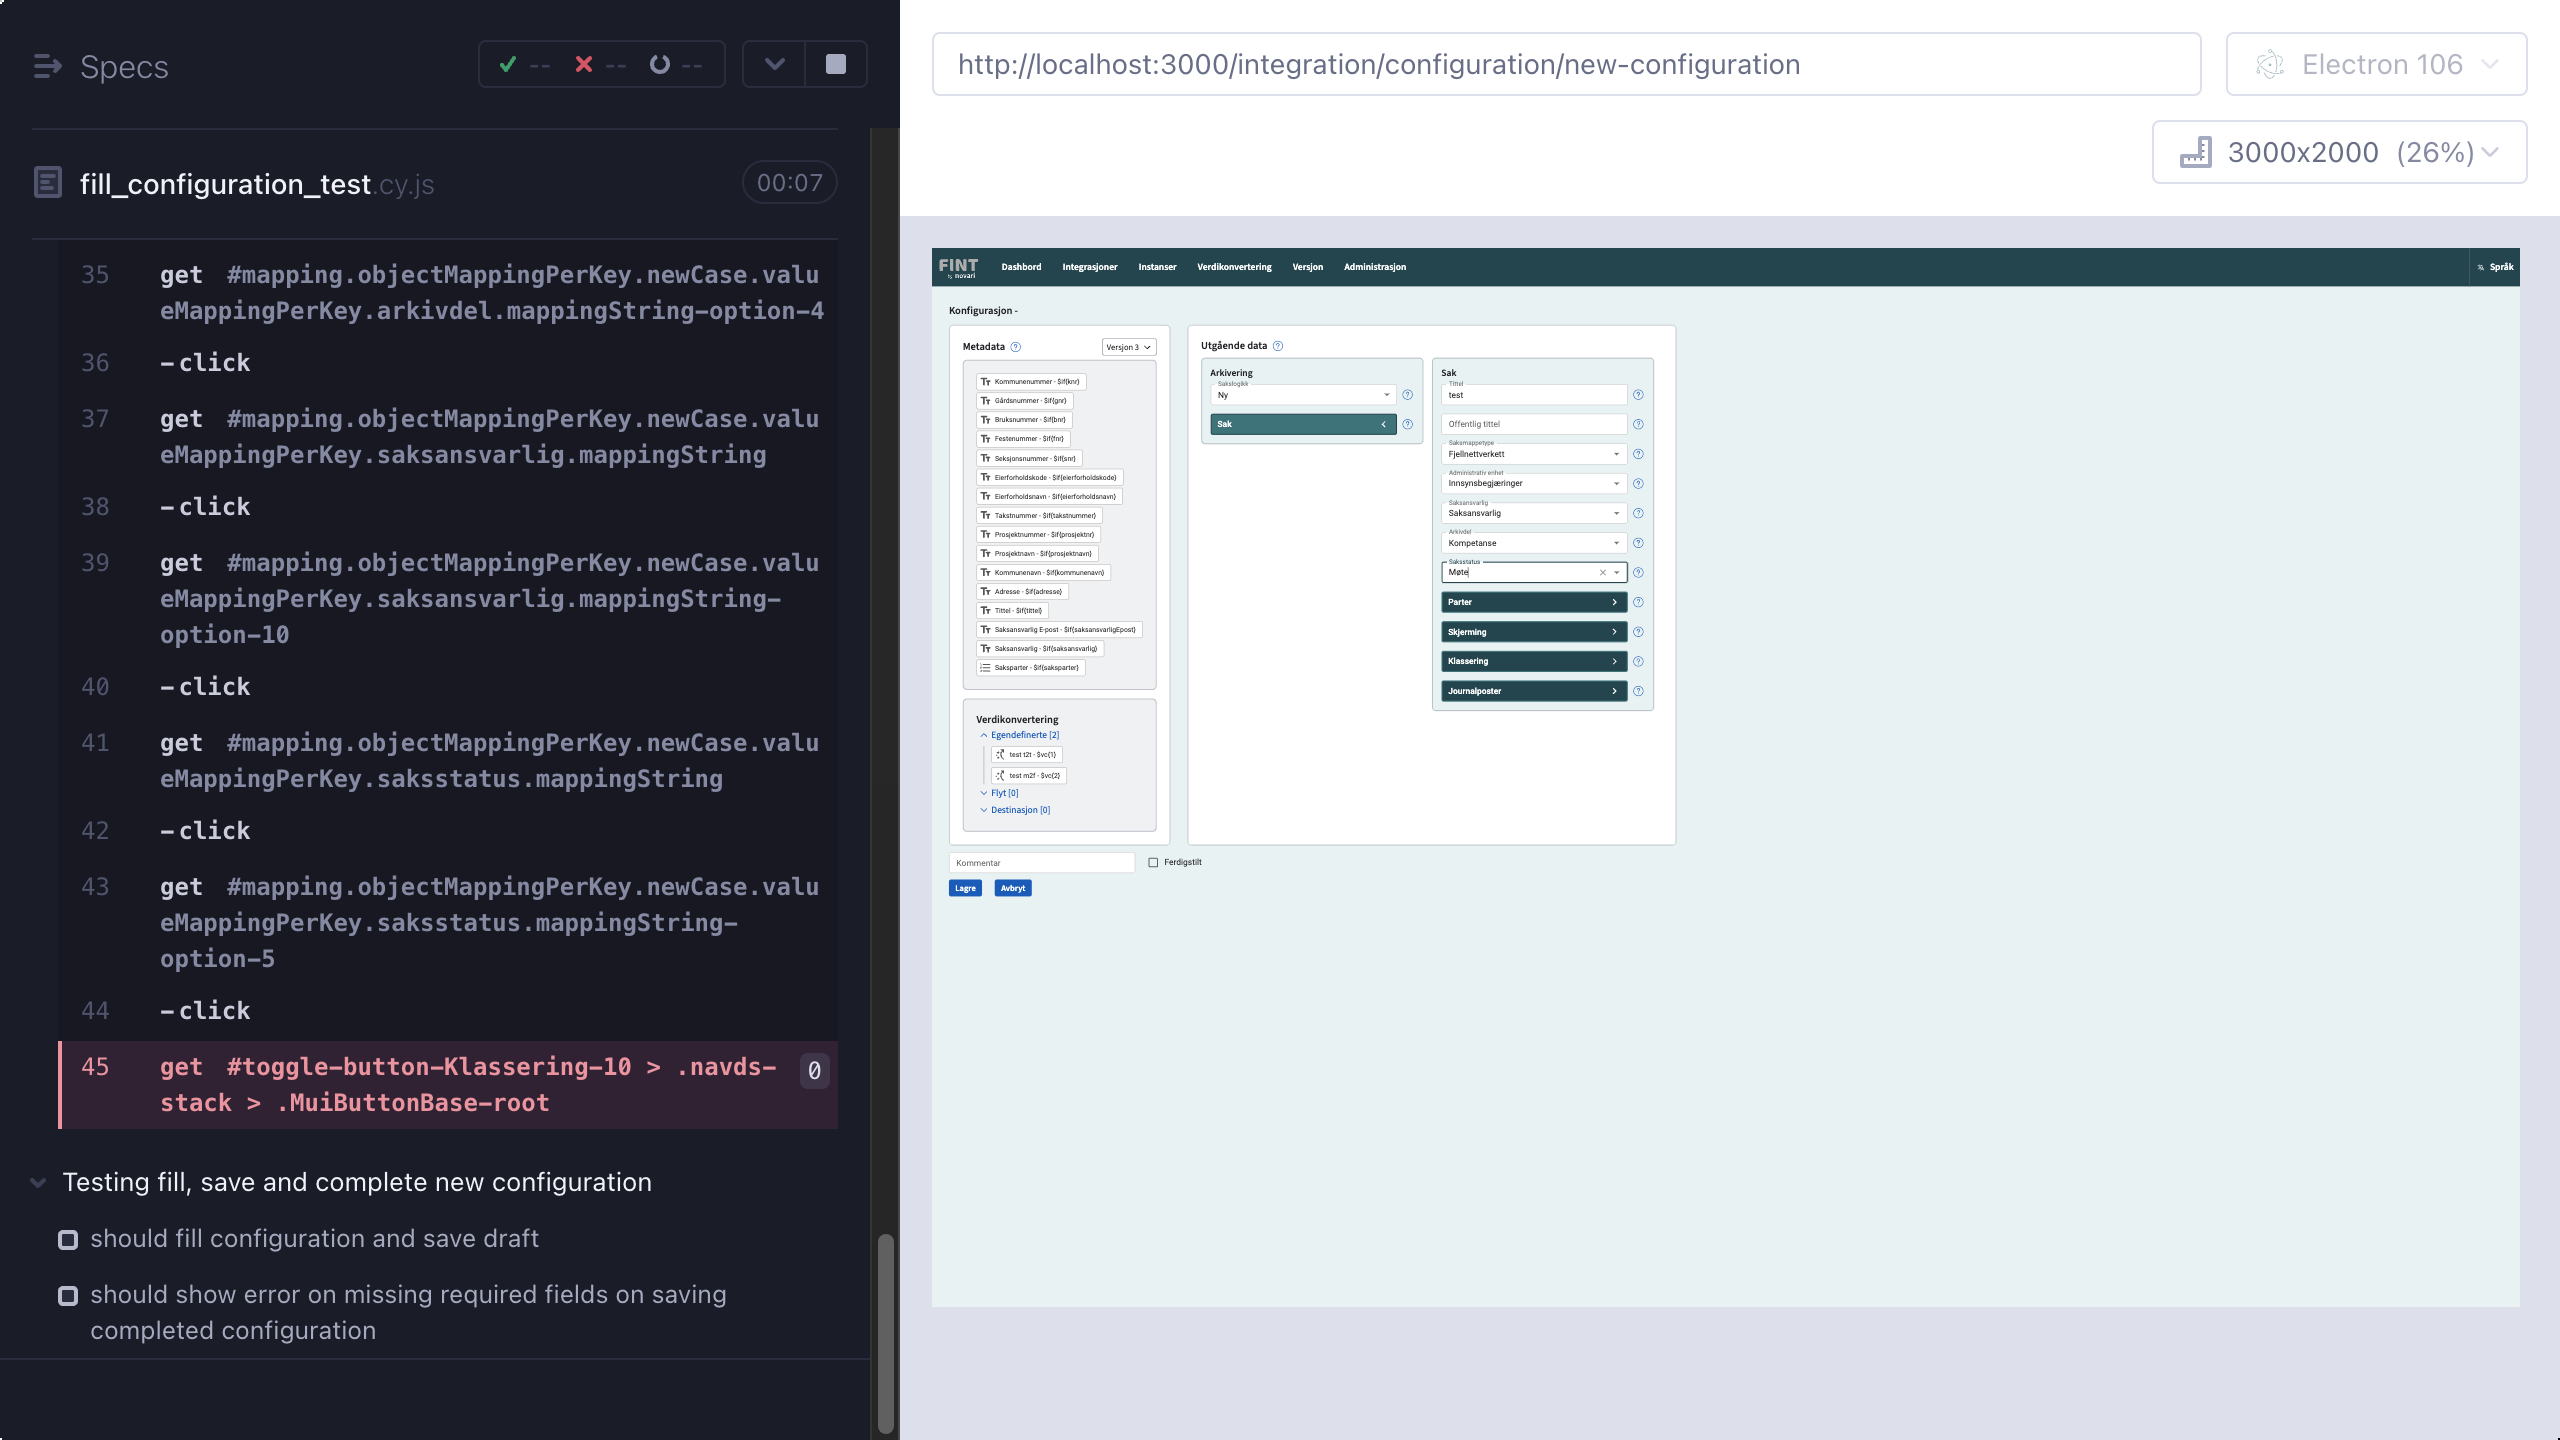 Specs
-- -- --
fill_configuration_test.cy.js 00:07
35 get #mapping.objectMappingPerKey.newCase.valu
eMappingPerKey.arkivdel.mappingString-option-4
36 -click
37 get #mapping.objectMappingPerKey.newCase.valu
eMappingPerKey.saksansvarlig.mappingString
38 -click
39 get #mapping.objectMappingPerKey.newCase.valu
eMappingPerKey.saksansvarlig.mappingString-
option-10
40 -click
41 get #mapping.objectMappingPerKey.newCase.valu
eMappingPerKey.saksstatus.mappingString
42 -click
43 get #mapping.objectMappingPerKey.newCase.valu
eMappingPerKey.saksstatus.mappingString-
option-5
44 -click
45 get #toggle-button-Klassering-10 > .navds-
stack > .MuiButtonBase-root 0
Testing fill, save and complete new configuration
should fill configuration and save draft
should show error on missing required fields on saving
completed configuration
http://localhost:3000/integration/configuration/new-configuration
Electron 106
3000x2000 (26%)
FINT by novari
Dashbord Integrasjoner Instanser Verdikonvertering Versjon Administrasjon Språk
Konfigurasjon -
Metadata Versjon 3
Kommunenummer - $if{knr}
Gårdsnummer - $if{gnr}
Bruksnummer - $if{bnr}
Festenummer - $if{fnr}
Seksjonsnummer - $if{snr}
Eierforholdskode - $if{eierforholdskode}
Eierforholdsnavn - $if{eierforholdsnavn}
Takstnummer - $if{takstnummer}
Prosjektnummer - $if{prosjektnr}
Prosjektnavn - $if{prosjektnavn}
Kommunenavn - $if{kommunenavn}
Adresse - $if{adresse}
Tittel - $if{tittel}
Saksansvarlig E-post - $if{saksansvarligEpost}
Saksansvarlig - $if{saksansvarlig}
Saksparter - $if{saksparter}
Verdikonvertering
Egendefinerte [2]
test t2t - $vc{1}
test m2f - $vc{2}
Flyt [0]
Destinasjon [0]
Utgående data
Arkivering
Sakslogikk
Ny
Sak
Sak
Tittel
test
Offentlig tittel
Saksmappetype
Fjellnettverkett
Administrativ enhet
Innsynsbegjæringer
Saksansvarlig
Saksansvarlig
Arkivdel
Kompetanse
Saksstatus
Møte
Parter
Skjerming
Klassering
Journalposter
Kommentar
Ferdigstilt
Lagre Avbryt